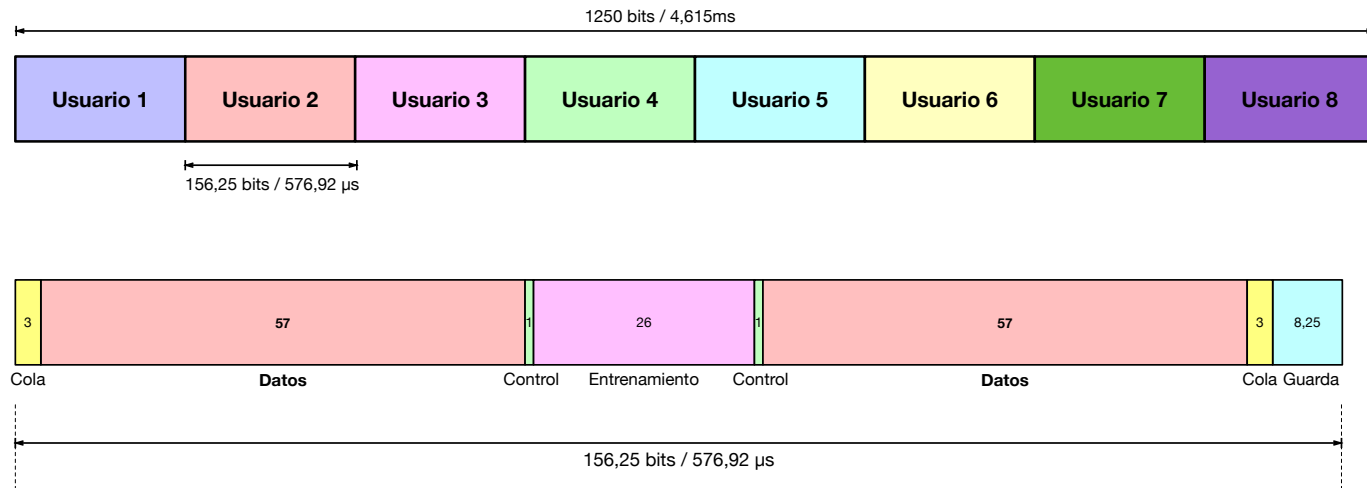 1250 bits / 4,615ms
Usuario 1 Usuario 2 Usuario 3 Usuario 4 Usuario 5 Usuario 6 Usuario 7 Usuario 8
156,25 bits / 576,92 µs
3 57 1 26 1 57 3 8,25
Cola Datos Control Entrenamiento Control Datos Cola Guarda
156,25 bits / 576,92 µs